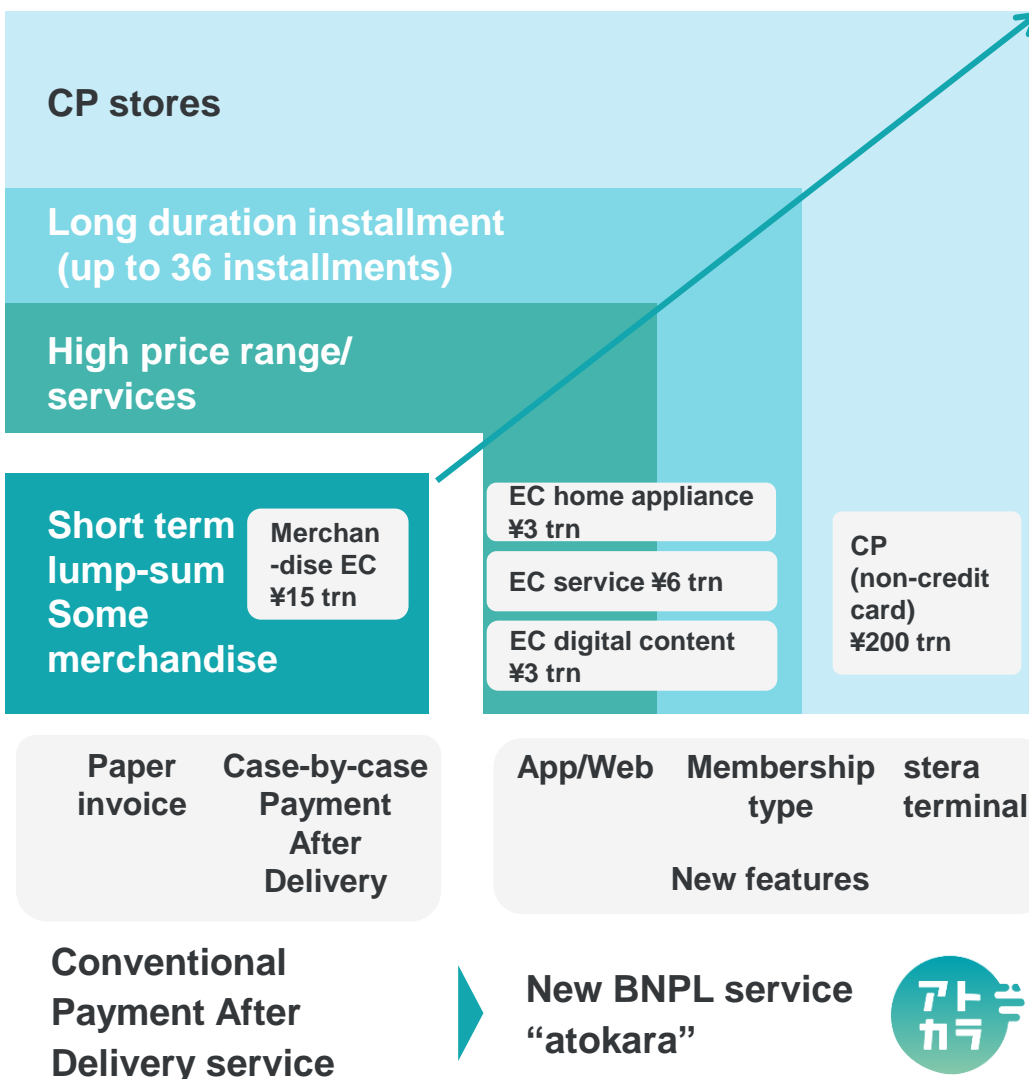 CP stores
Long duration installment
(up to 36 installments)
High price range/
services
Short term
lump-sum
Some
merchandise
Merchan
-dise EC
¥15 trn
EC home appliance
¥3 trn
EC service ¥6 trn
EC digital content
¥3 trn
CP
(non-credit
card)
¥200 trn
Paper
invoice
Case-by-case
Payment
After
Delivery
App/Web
Membership
type
stera
terminal
New features
Conventional
Payment After
Delivery service
New BNPL service
“atokara”
アト
カラ